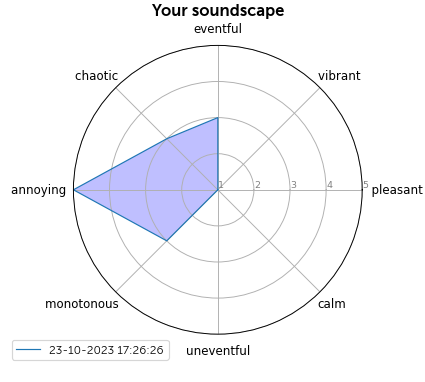 Your soundscape
eventful
chaotic
vibrant
annoying
1 2 3 4 5
pleasant
monotonous
calm
uneventful
23-10-2023 17:26:26